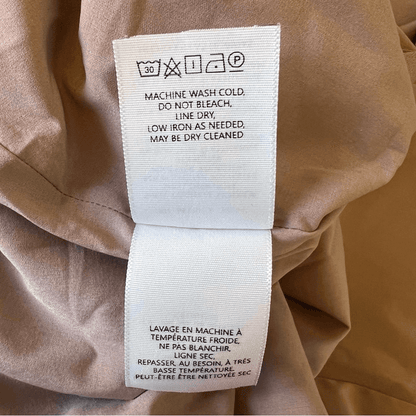 30 P
MACHINE WASH COLD,
DO NOT BLEACH,
LINE DRY,
LOW IRON AS NEEDED,
MAY BE DRY CLEANED
LAVAGE EN MACHINE À
TEMPÉRATURE FROIDE,
NE PAS BLANCHIR,
LIGNE SEC,
REPASSER, AU BESOIN, À TRÉS
BASSE TEMPÉRATURE,
PEUT-ÊTRE ÊTRE NETTOYÉE SEC